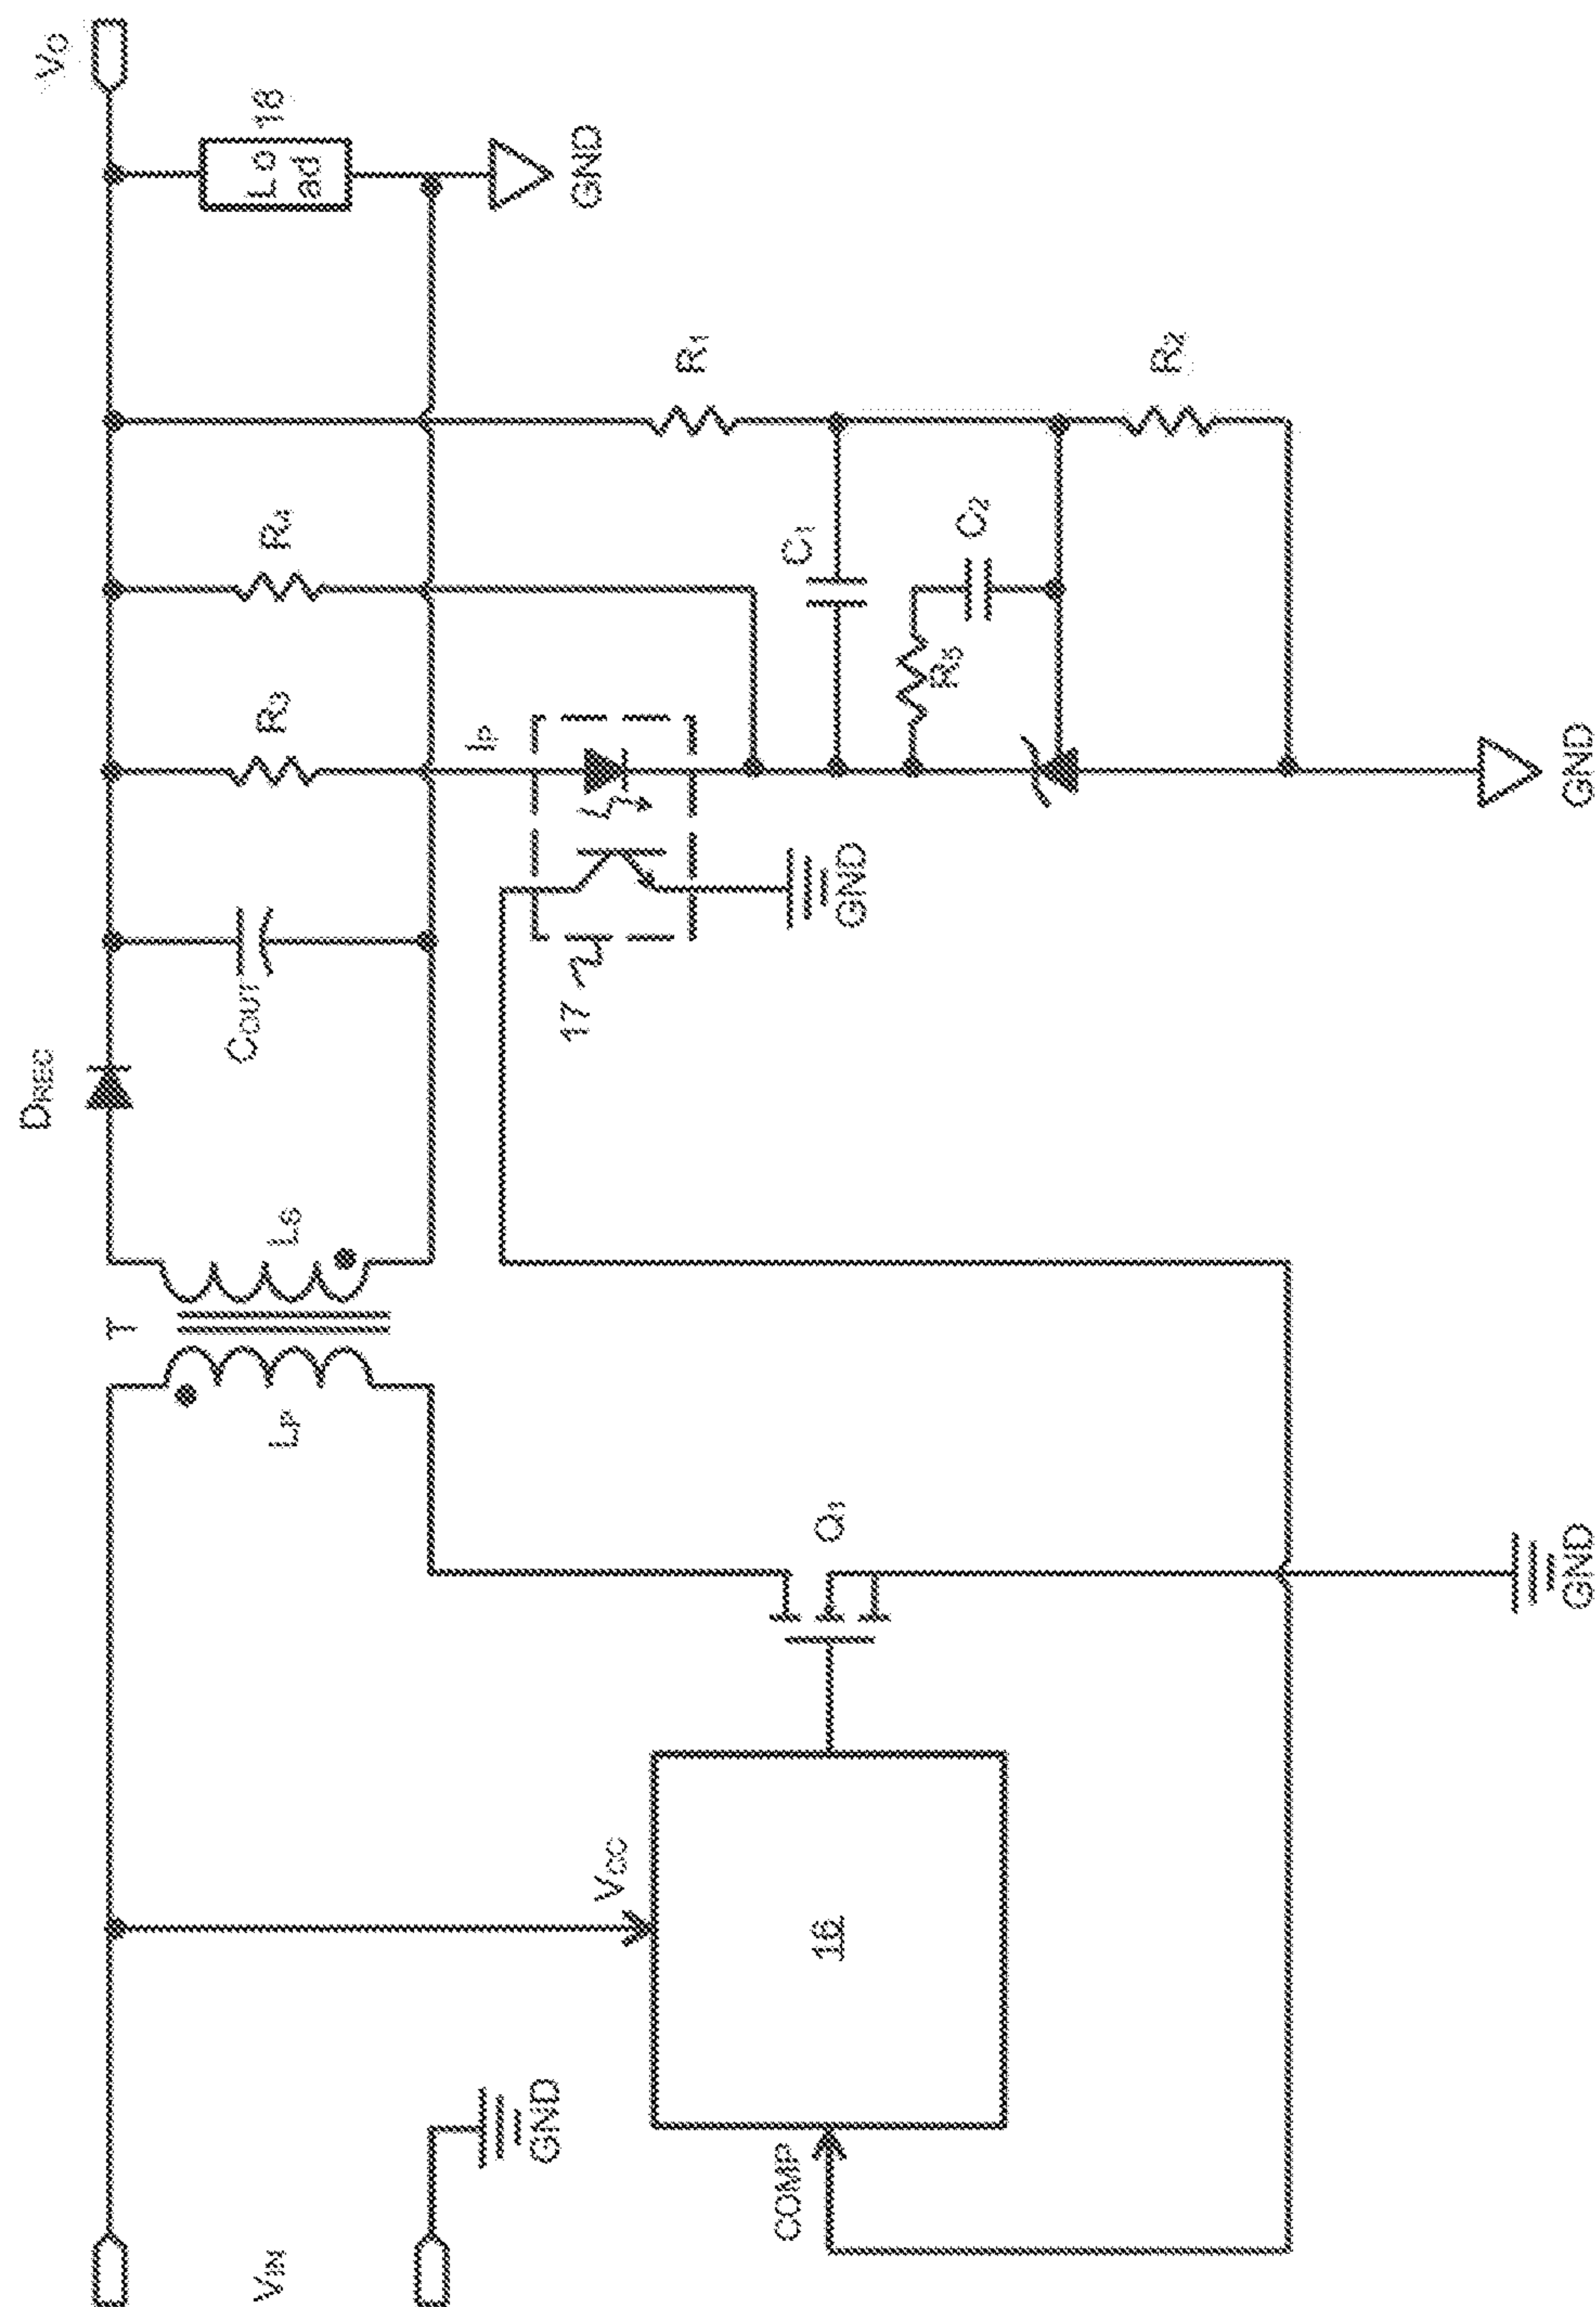 VIN
GND
VCC
COMP
16
Q1
GND
LP
T
LS
DREC
COUT
17
GND
IP
R3
R4
C1
R5
C2
R1
R2
GND
Lo
ad
18
GND
VO